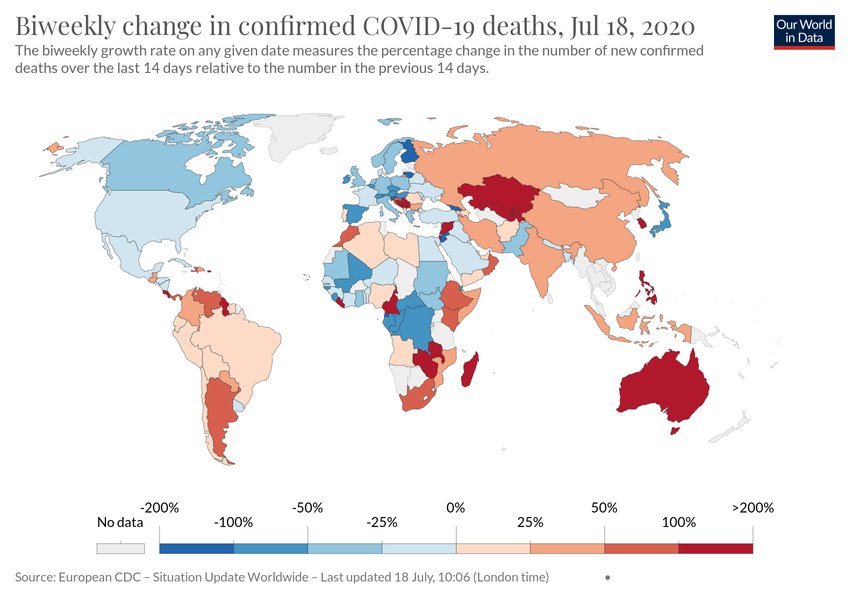 Biweekly change in confirmed COVID-19 deaths, Jul 18, 2020
Our World
in Data
The biweekly growth rate on any given date measures the percentage change in the number of new confirmed
deaths over the last 14 days relative to the number in the previous 14 days.
-200% -50% 0% 50% >200%
No data -100% -25% 25% 100%
Source: European CDC – Situation Update Worldwide – Last updated 18 July, 10:06 (London time)